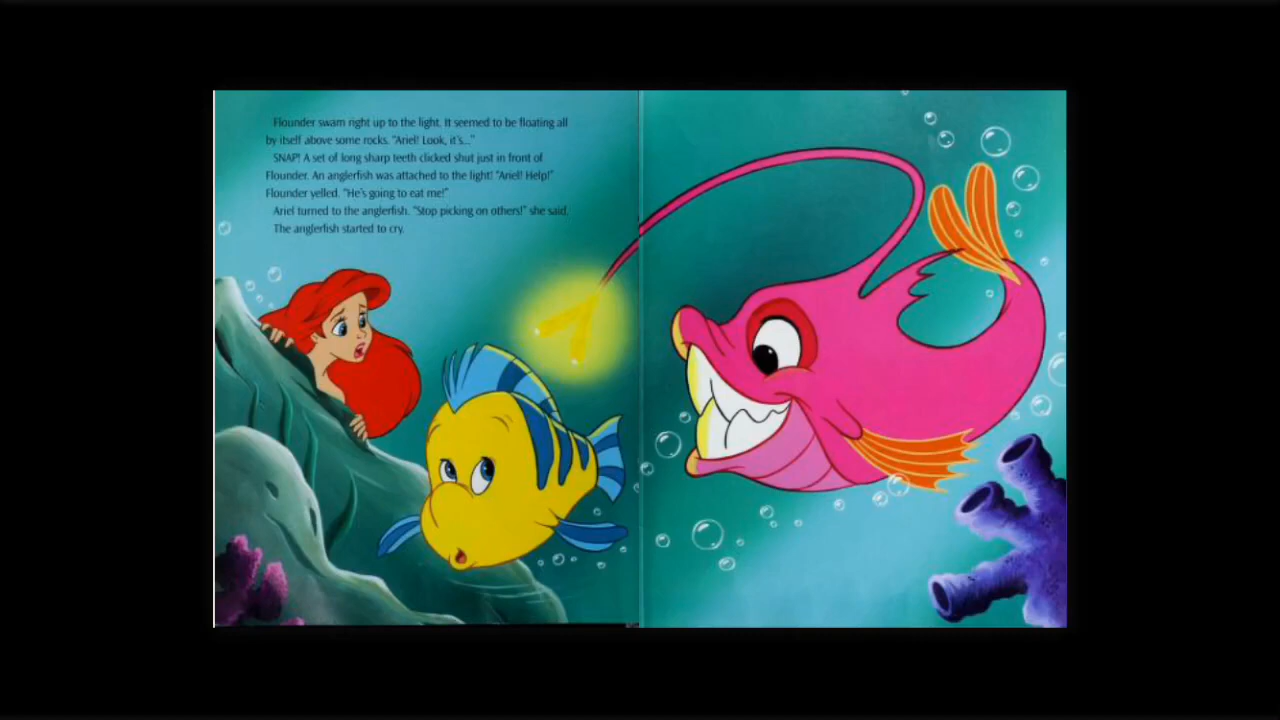 Flounder swam right up to the light. It seemed to be floating all
by itself above some rocks. "Ariel! Look, it's..."
SNAP! A set of long sharp teeth clicked shut just in front of
Flounder. An anglerfish was attached to the light! "Ariel! Help!"
Flounder yelled. "He's going to eat me!"
Ariel turned to the anglerfish. "Stop picking on others!" she said.
The anglerfish started to cry.